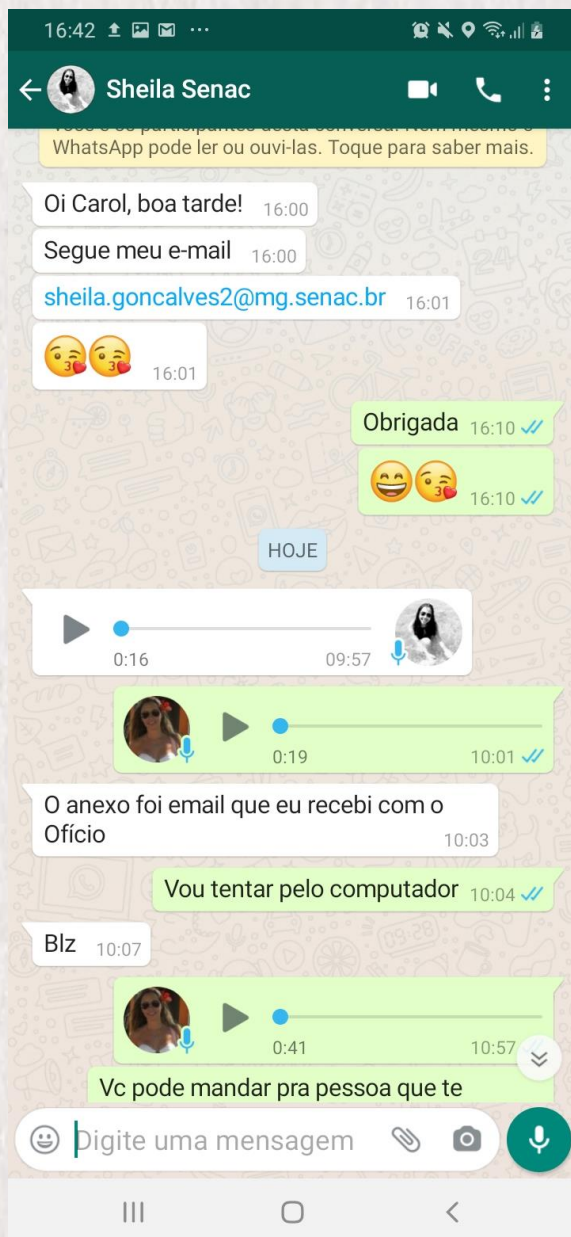 16:42
Sheila Senac
WhatsApp pode ler ou ouvi-las. Toque para saber mais.
Oi Carol, boa tarde! 16:00
Segue meu e-mail 16:00
sheila.goncalves2@mg.senac.br 16:01
16:01
Obrigada 16:10
16:10
HOJE
0:16 09:57
0:19 10:01
O anexo foi email que eu recebi com o
Ofício 10:03
Vou tentar pelo computador 10:04
Blz 10:07
0:41 10:57
Vc pode mandar pra pessoa que te
Digite uma mensagem